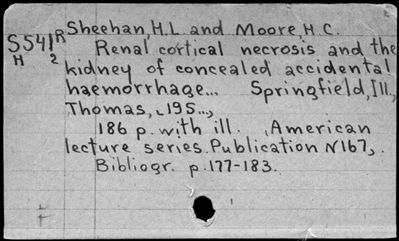 S541R Sheehan, H.L. and Moore, H.C.
H 2 Renal cortical necrosis and the
kidney of concealed accidental
haemorrhage... Springfield, Ill,
Thomas, [195...]
186 p. with ill. (American
lecture series. Publication N167).
Bibliogr. p. 177-183.